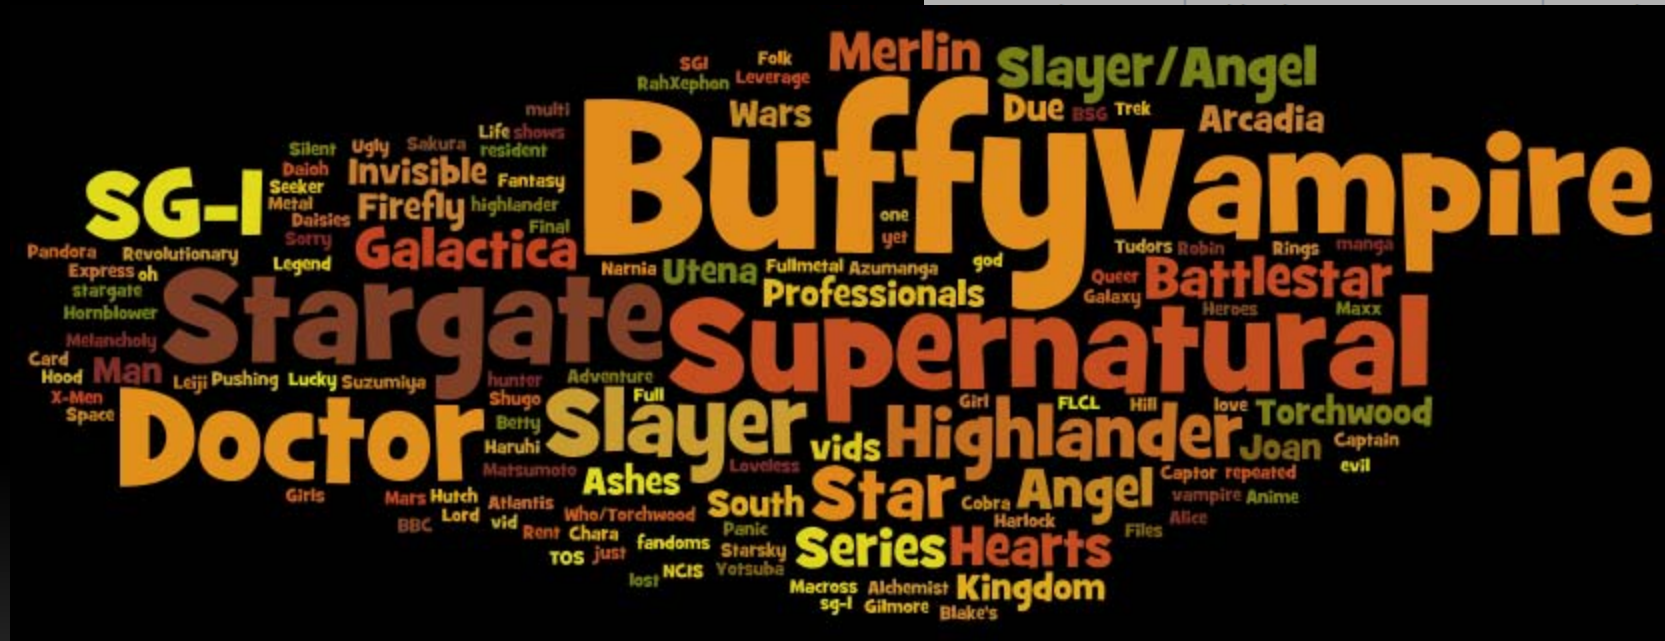 Merlin
SGI
Folk
Slayer/Angel
RahXephon
Leverage
Buffy
Wars
Due
BSG
Trek
Arcadia
multi
Life
shows
Vampire
Silent
Ugly
Sakura
resident
Daioh
Invisible
Fantasy
SG-1
Seeker
Metal
Firefly
highlander
Daisies
Final
one
yet
Sorry
Galactica
Pandora
Revolutionary
Legend
Tudors
Robin
Rings
manga
Express
oh
Narnia
Utena
Fullmetal
Azumanga
god
Queer
Battlestar
stargate
Stargate
Professionals
Galaxy
Heroes
Maxx
Hornblower
Supernatural
Melancholy
Card
Hood
Man
Leiji
Pushing
Lucky
Suzumiya
hunter
Adventure
X-Men
Space
Doctor
Shugo
Slayer
Full
Girl
FLCL
Hill
love
Torchwood
Betty
Haruhi
vids
Highlander
Joan
Captain
Matsumoto
Loveless
evil
Ashes
Captor
repeated
Girls
Mars
Hutch
Atlantis
South
Star
Cobra
Angel
vampire
Anime
BBC
Lord
vid
Who/Torchwood
Harlock
Alice
Rent
Chara
Panic
Files
TOS
just
fandoms
Starsky
Series
Hearts
lost
NCIS
Yotsuba
Macross
Alchemist
Kingdom
sg-1
Gilmore
Blake's